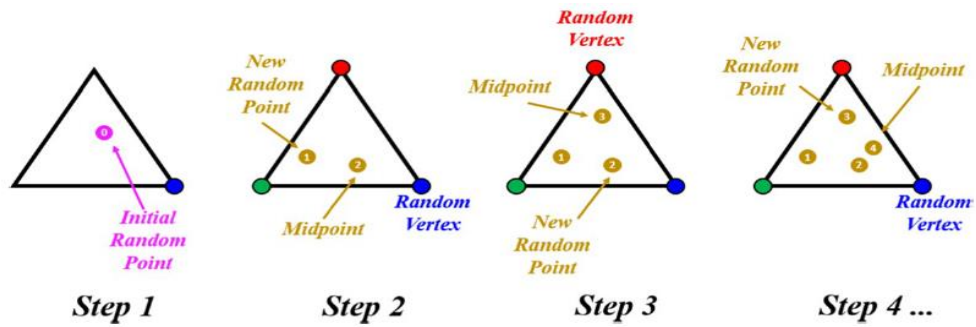 0
Initial
Random
Point
Step 1
New
Random
Point
1
2
Midpoint
Random
Vertex
Step 2
Random
Vertex
Midpoint
3
1
2
New
Random
Point
Step 3
New
Random
Point
Midpoint
3
4
1
2
Random
Vertex
Step 4 ...